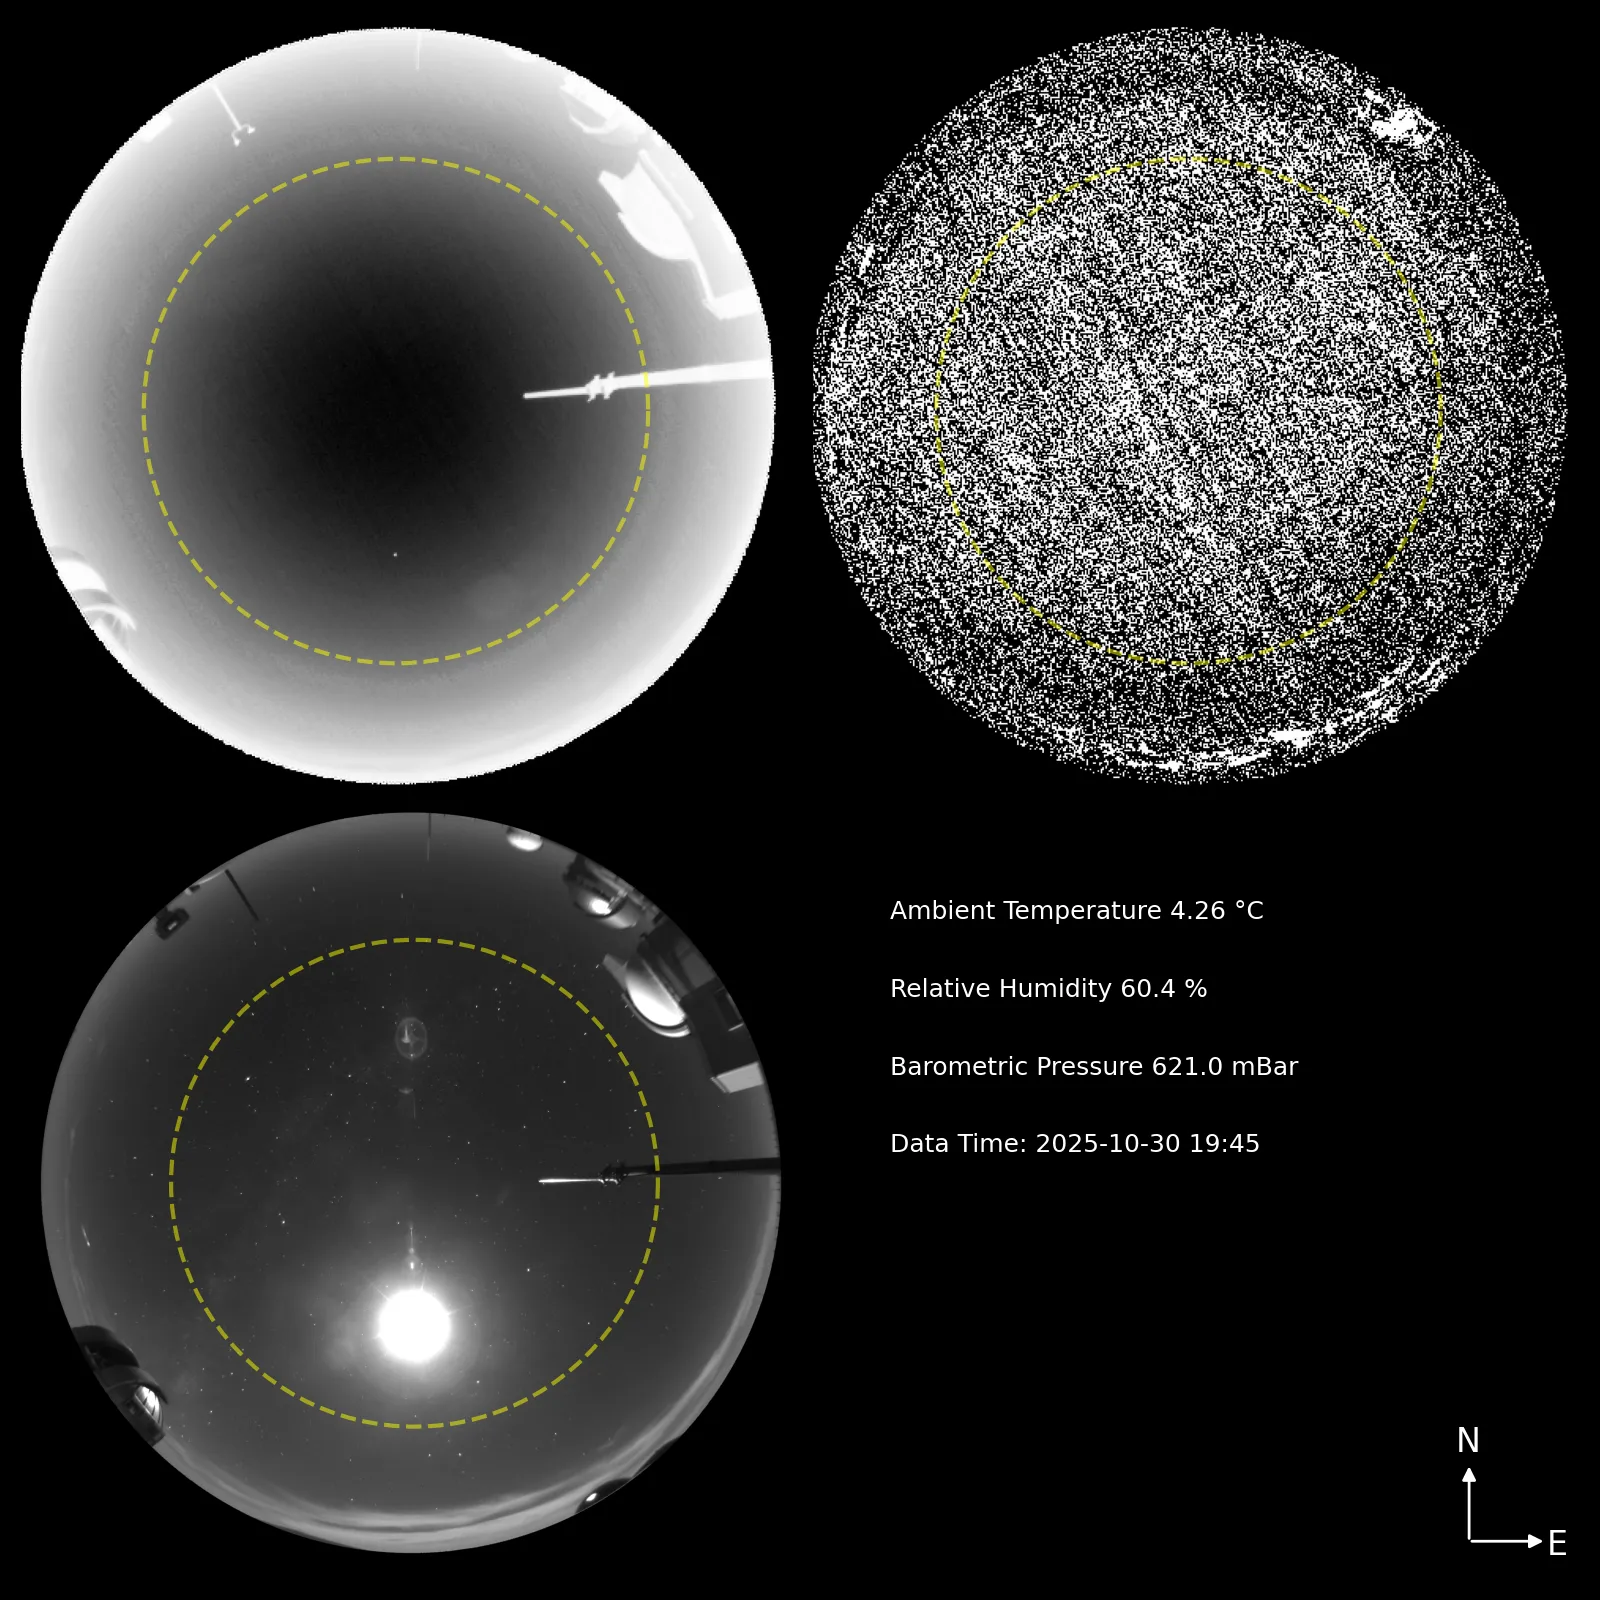 Ambient Temperature 4.26 °C
Relative Humidity 60.4 %
Barometric Pressure 621.0 mBar
Data Time: 2025-10-30 19:45
N
E